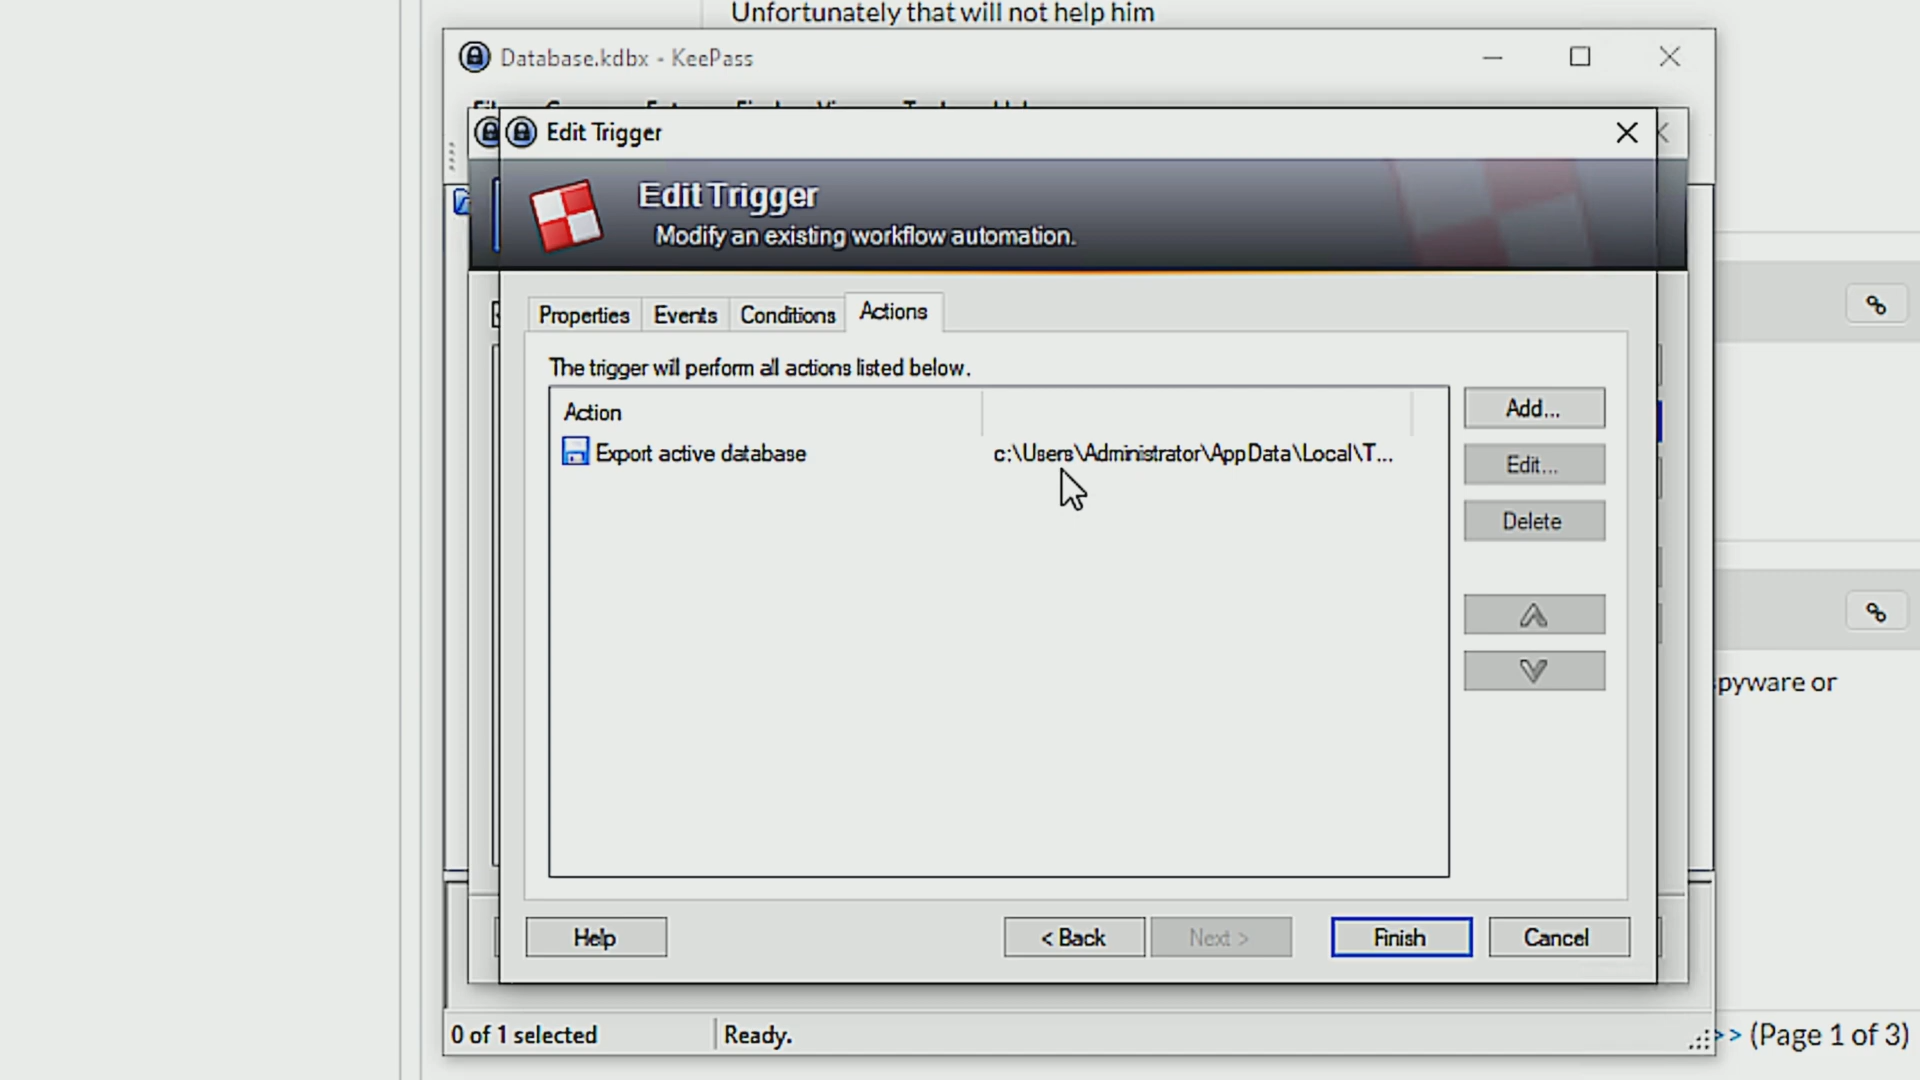 Unfortunately that will not help him
Database.kdbx - KeePass
Edit Trigger
Edit Trigger
Modify an existing workflow automation.
Properties
Events
Conditions
Actions
The trigger will perform all actions listed below.
Action
Export active database
c:\Users\Administrator\AppData\Local\T...
Add...
Edit...
Delete
pyware or
Help
< Back
Next >
Finish
Cancel
0 of 1 selected
Ready.
>> (Page 1 of 3)